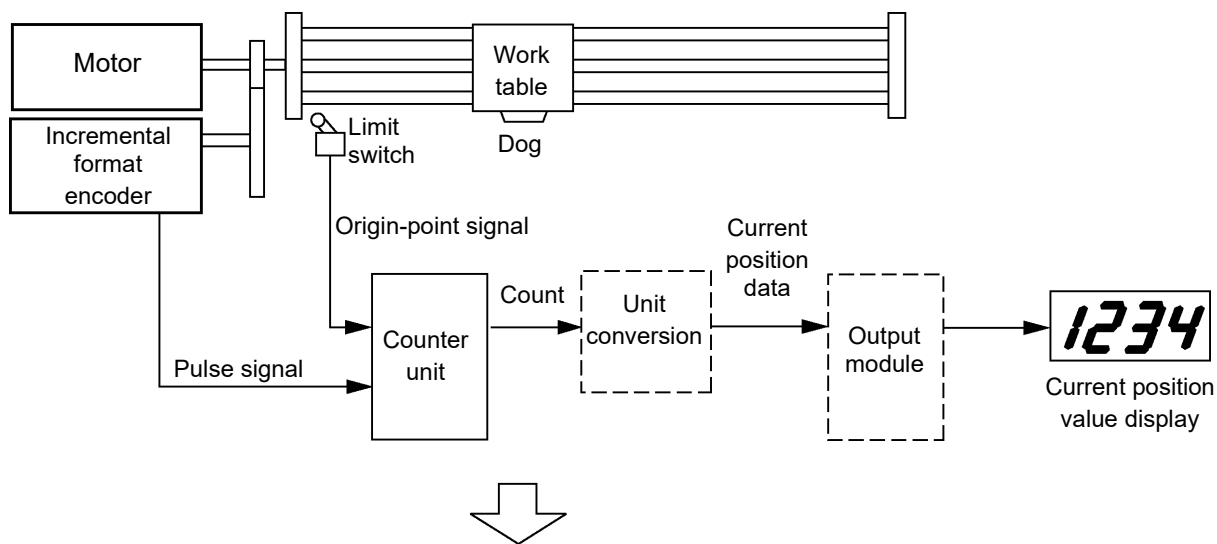 Motor
Work
table
Incremental
format
encoder
Limit
switch
Dog
Origin-point signal
Current
position
data
Count
Unit
conversion
Counter
unit
Output
module
1234
Pulse signal
Current position
value display